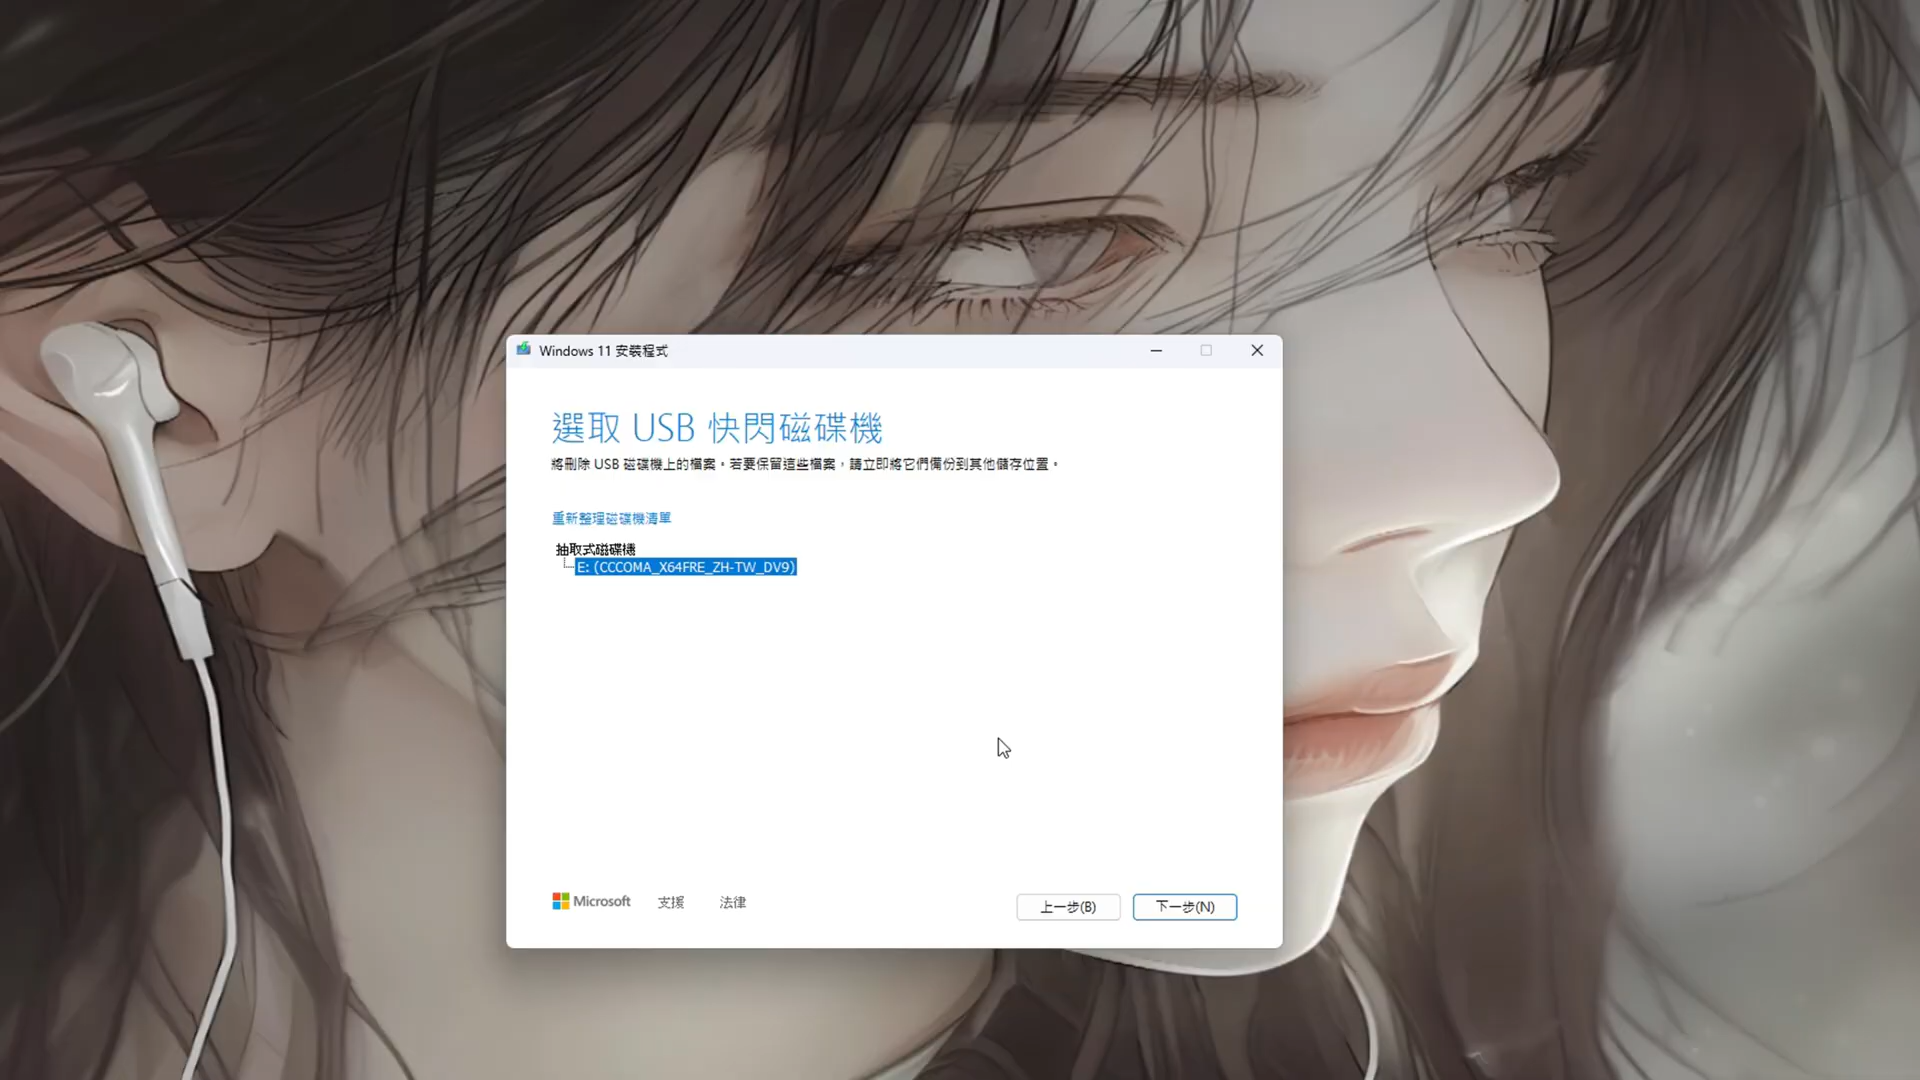 Windows 11 安裝程式
選取 USB 快閃磁碟機
將刪除 USB 磁碟機上的檔案。若要保留這些檔案，請立即將它們備份到其他儲存位置。
重新整理磁碟機清單
抽取式磁碟機
E: (CCCOMA_X64FRE_ZH-TW_DV9)
Microsoft 支援 法律 上一步(B) 下一步(N)